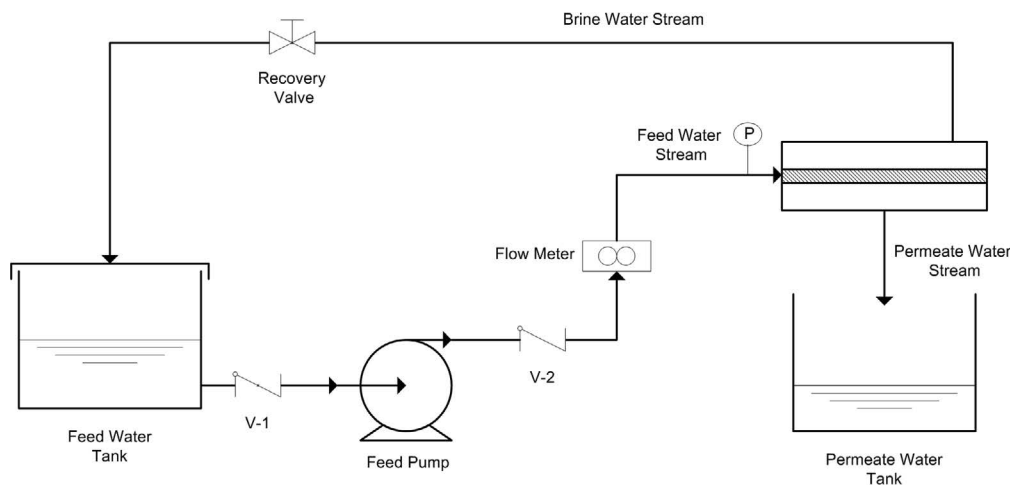 Brine Water Stream
Recovery
Valve
Feed Water
Stream
P
Flow Meter
Permeate Water
Stream
V-2
V-1
Feed Water
Tank
Feed Pump
Permeate Water
Tank